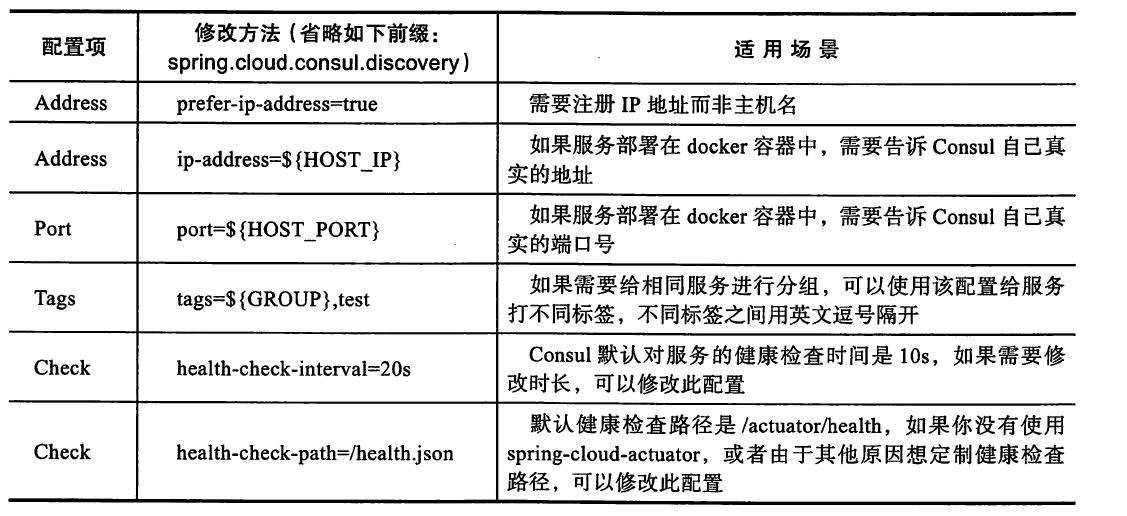 配置项
修改方法（省略如下前缀：
spring.cloud.consul.discovery）
适用场景
Address
prefer-ip-address=true
需要注册 IP 地址而非主机名
Address
ip-address=${HOST_IP}
如果服务部署在 docker 容器中，需要告诉 Consul 自己真
实的地址
Port
port=${HOST_PORT}
如果服务部署在 docker 容器中，需要告诉 Consul 自己真
实的端口号
Tags
tags=${GROUP},test
如果需要给相同服务进行分组，可以使用该配置给服务
打不同标签，不同标签之间用英文逗号隔开
Check
health-check-interval=20s
Consul 默认对服务的健康检查时间是 10s，如果需要修
改时长，可以修改此配置
Check
health-check-path=/health.json
默认健康检查路径是 /actuator/health，如果你没有使用
spring-cloud-actuator，或者由于其他原因想定制健康检查
路径，可以修改此配置